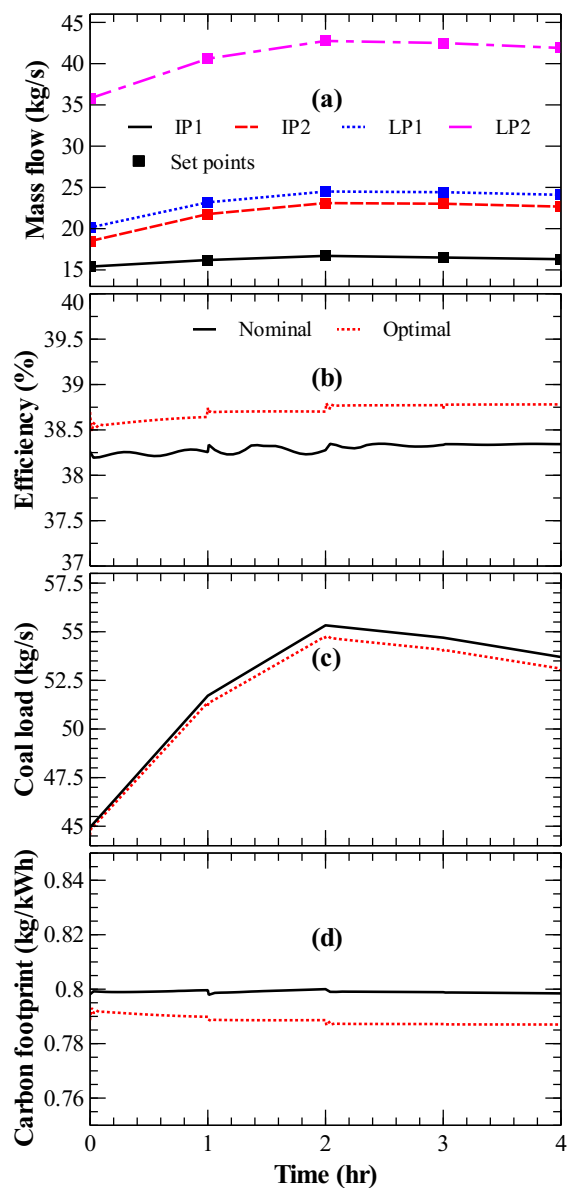 45
40
35
30
25
20
15
Mass flow (kg/s)
(a)
IP1 IP2 LP1 LP2
Set points
40
39.5
39
38.5
38
37.5
37
Efficiency (%)
Nominal Optimal
(b)
57.5
55
52.5
50
47.5
45
Coal load (kg/s)
(c)
0.84
0.82
0.8
0.78
0.76
Carbon footprint (kg/kWh)
(d)
0 1 2 3 4
Time (hr)